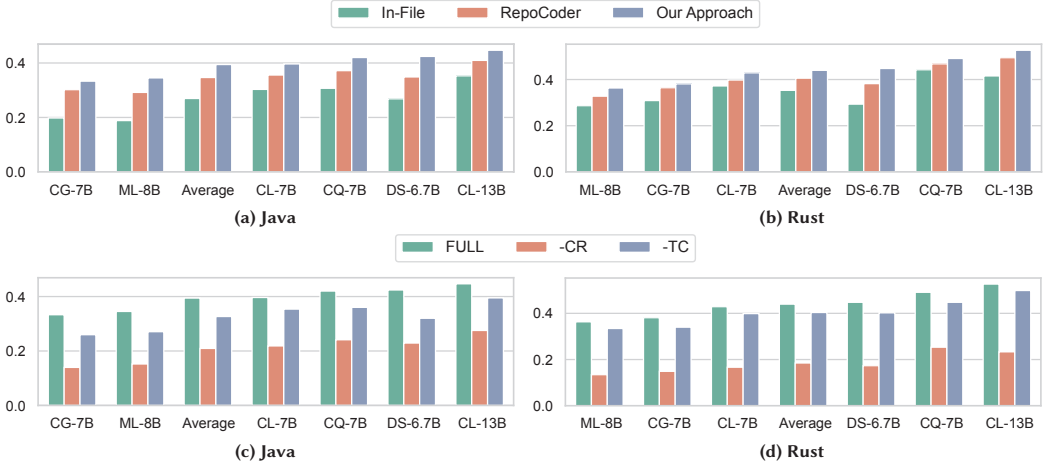 In-File RepoCoder Our Approach
0.4
0.2
0.0
CG-7B ML-8B Average CL-7B CQ-7B DS-6.7B CL-13B
(a) Java
0.4
0.2
0.0
ML-8B CG-7B CL-7B Average DS-6.7B CQ-7B CL-13B
(b) Rust
FULL -CR -TC
0.4
0.2
0.0
CG-7B ML-8B Average CL-7B CQ-7B DS-6.7B CL-13B
(c) Java
0.4
0.2
0.0
ML-8B CG-7B CL-7B Average DS-6.7B CQ-7B CL-13B
(d) Rust